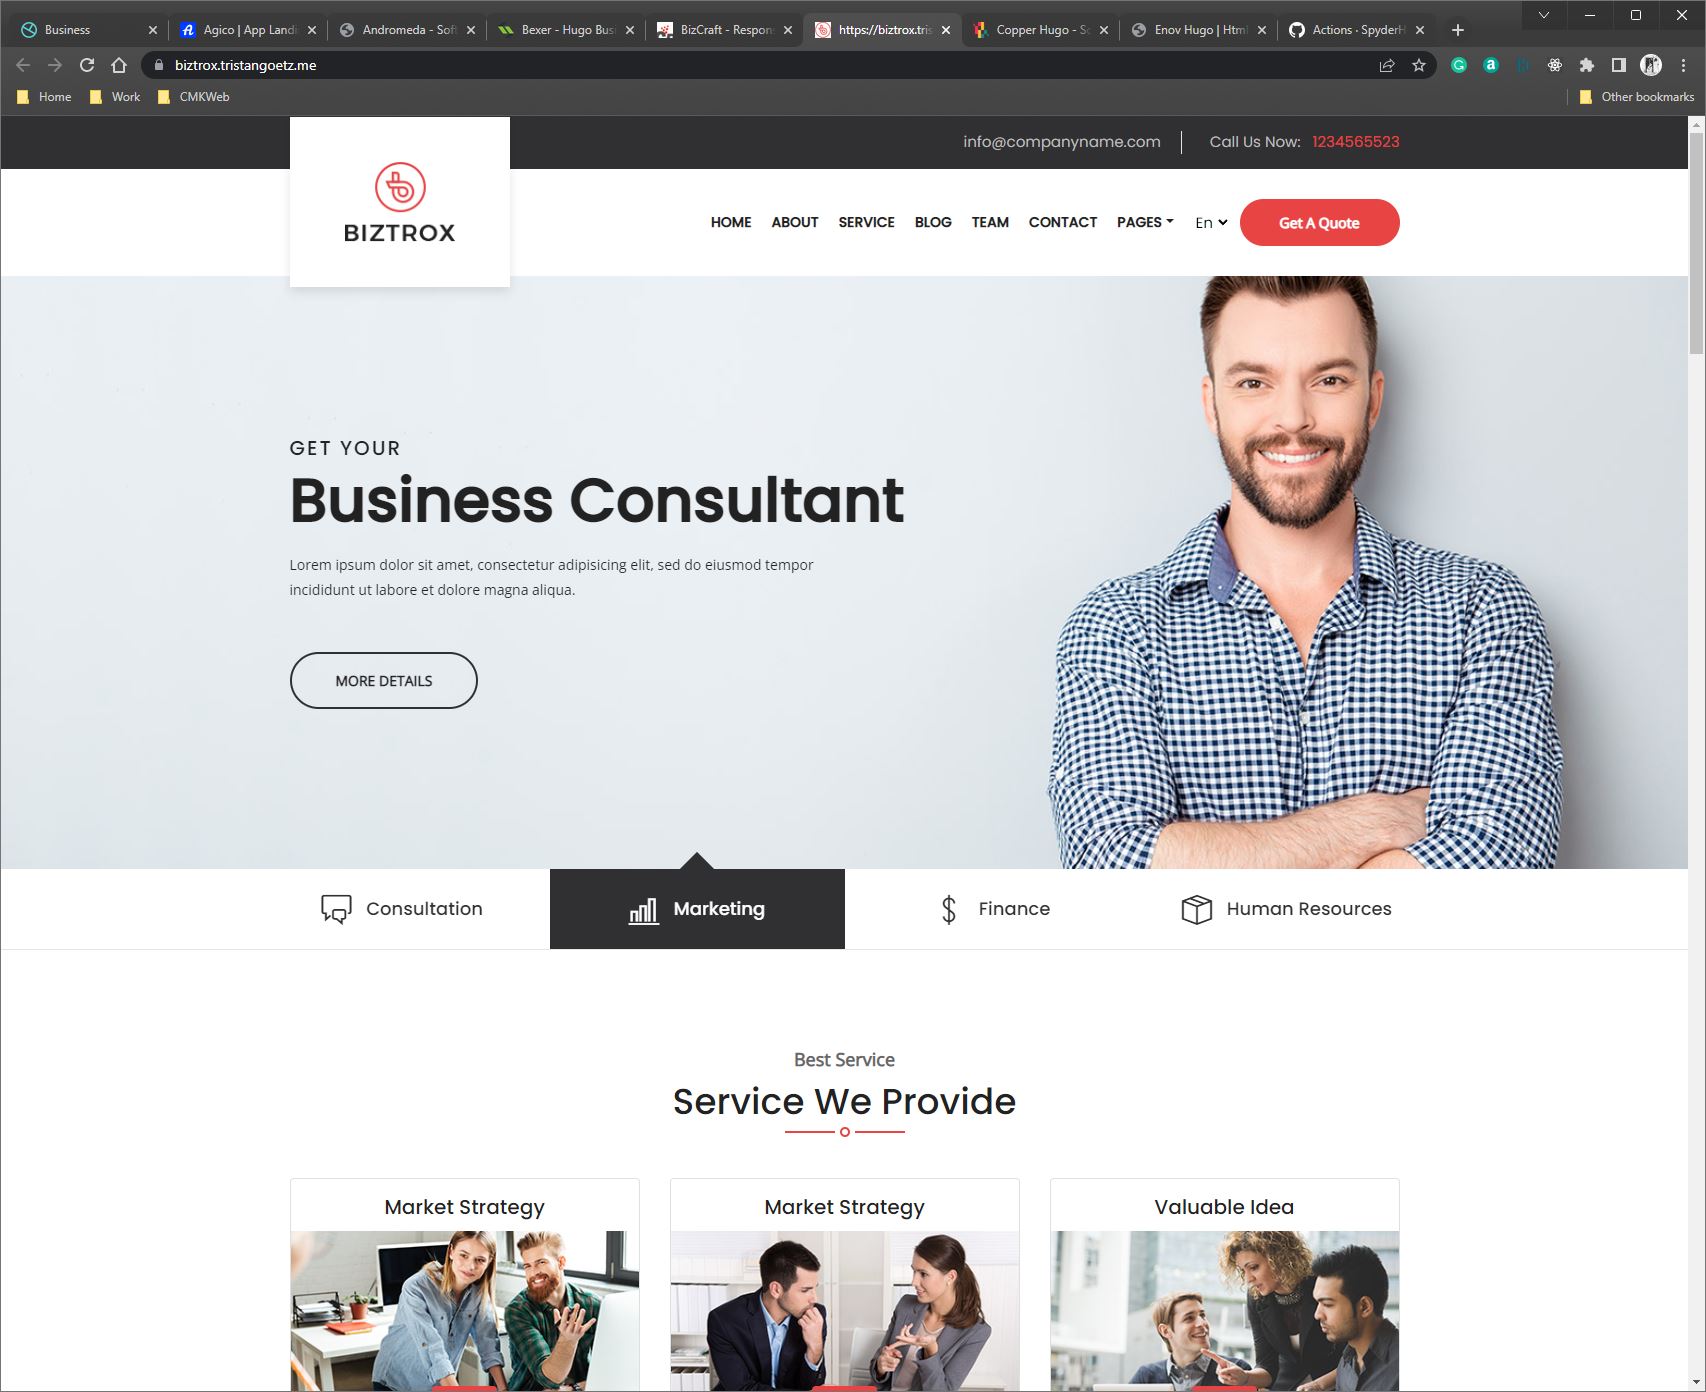 Business
Agico | App Landi
Andromeda - Soft
Bexer - Hugo Busi
BizCraft - Respons
https://biztrox.tris
Copper Hugo - Sc
Enov Hugo | Html
Actions · SpyderH
biztrox.tristangoetz.me
Home
Work
CMKWeb
Other bookmarks
info@companyname.com
Call Us Now: 1234565523
BIZTROX
HOME
ABOUT
SERVICE
BLOG
TEAM
CONTACT
PAGES
En
Get A Quote
GET YOUR
Business Consultant
Lorem ipsum dolor sit amet, consectetur adipisicing elit, sed do eiusmod tempor
incididunt ut labore et dolore magna aliqua.
MORE DETAILS
Consultation
Marketing
Finance
Human Resources
Best Service
Service We Provide
Market Strategy
Market Strategy
Valuable Idea